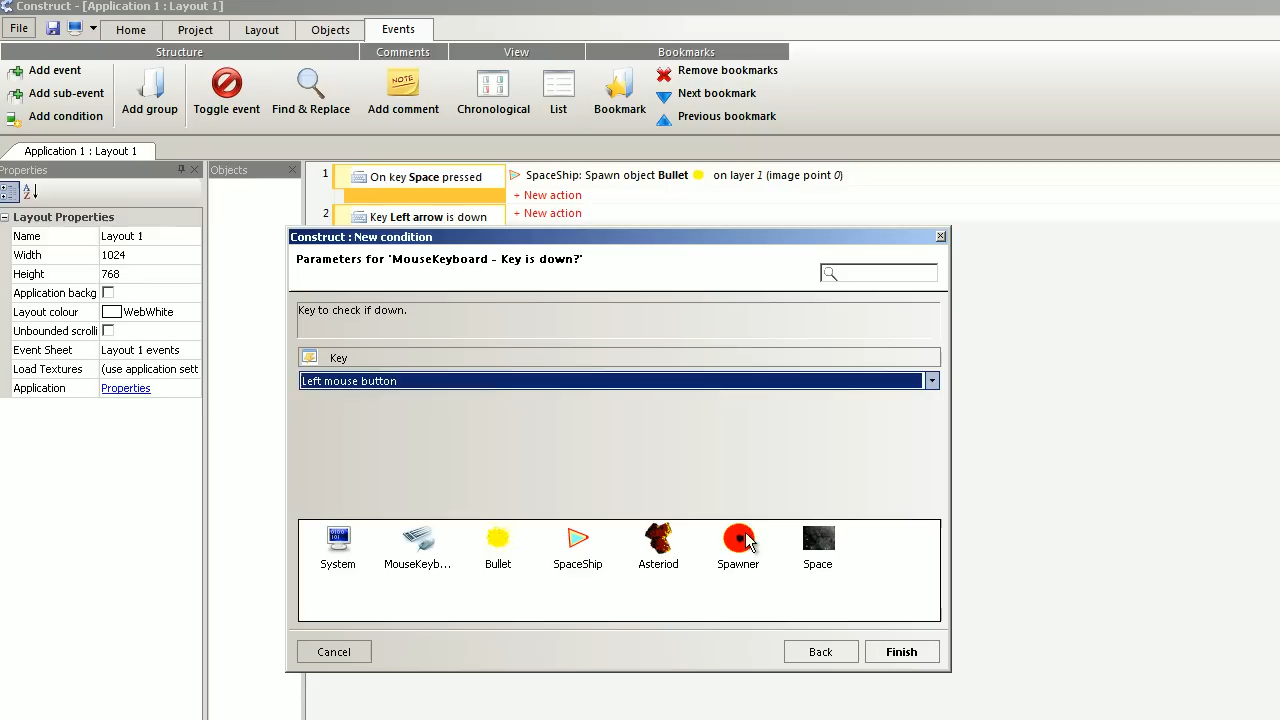 Construct - [Application 1 : Layout 1]
File Home Project Layout Objects Events
Structure Comments View Bookmarks
Add event
Add sub-event
Add condition
Add group
Toggle event
Find & Replace
NOTE
Add comment
Chronological
List
Bookmark
Remove bookmarks
Next bookmark
Previous bookmark
Application 1 : Layout 1
Properties
Objects
Layout Properties
Name Layout 1
Width 1024
Height 768
Application backg
Layout colour WebWhite
Unbounded scrolli
Event Sheet Layout 1 events
Load Textures (use application sett
Application Properties
1 On key Space pressed SpaceShip: Spawn object Bullet on layer 1 (image point 0)
+ New action
2 Key Left arrow is down + New action
Construct : New condition
Parameters for 'MouseKeyboard - Key is down?'
Key to check if down.
Key
Left mouse button
System MouseKeyb... Bullet SpaceShip Asteriod Spawner Space
Cancel Back Finish